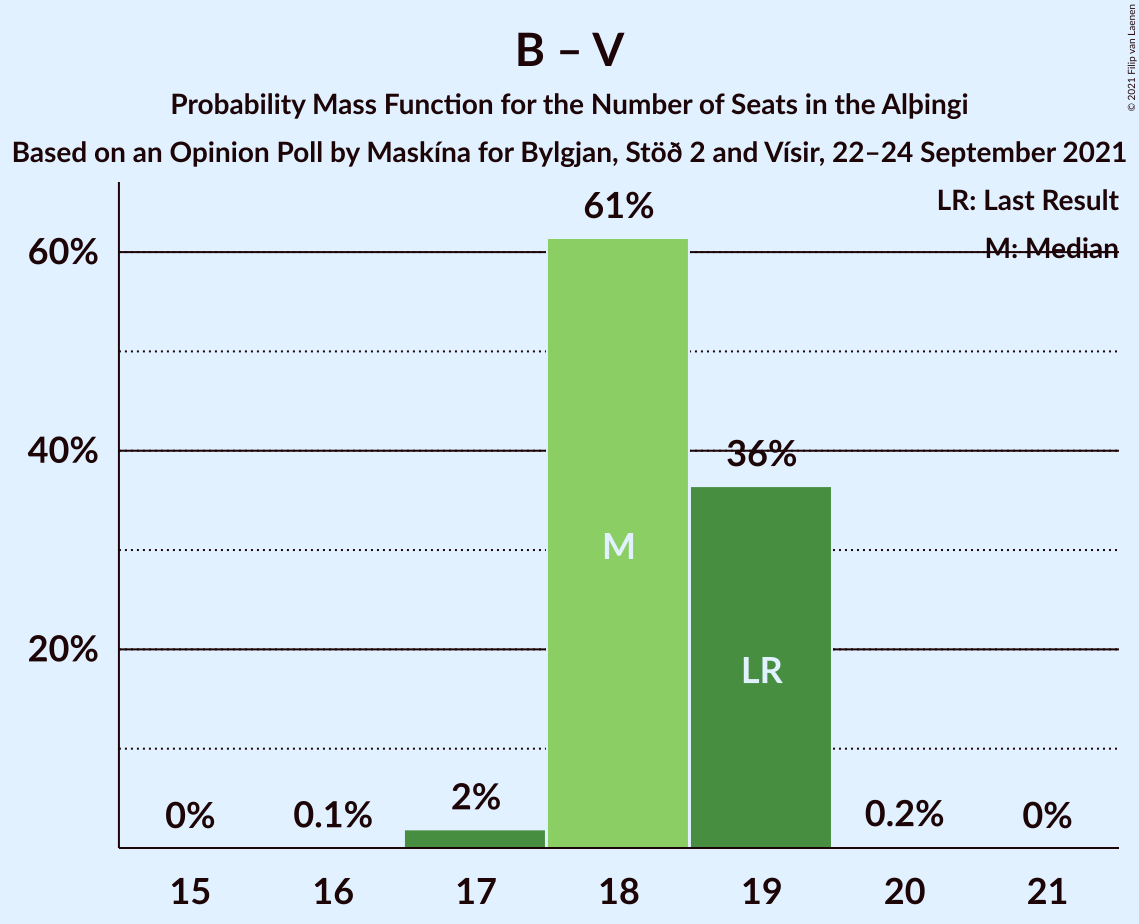 B – V
Probability Mass Function for the Number of Seats in the Alþingi
Based on an Opinion Poll by Maskína for Bylgjan, Stöð 2 and Vísir, 22–24 September 2021
© 2021 Filip van Laenen
LR: Last Result
M: Median
60%
40%
20%
0%
0.1%
2%
61%
36%
0.2%
0%
M
LR
15
16
17
18
19
20
21